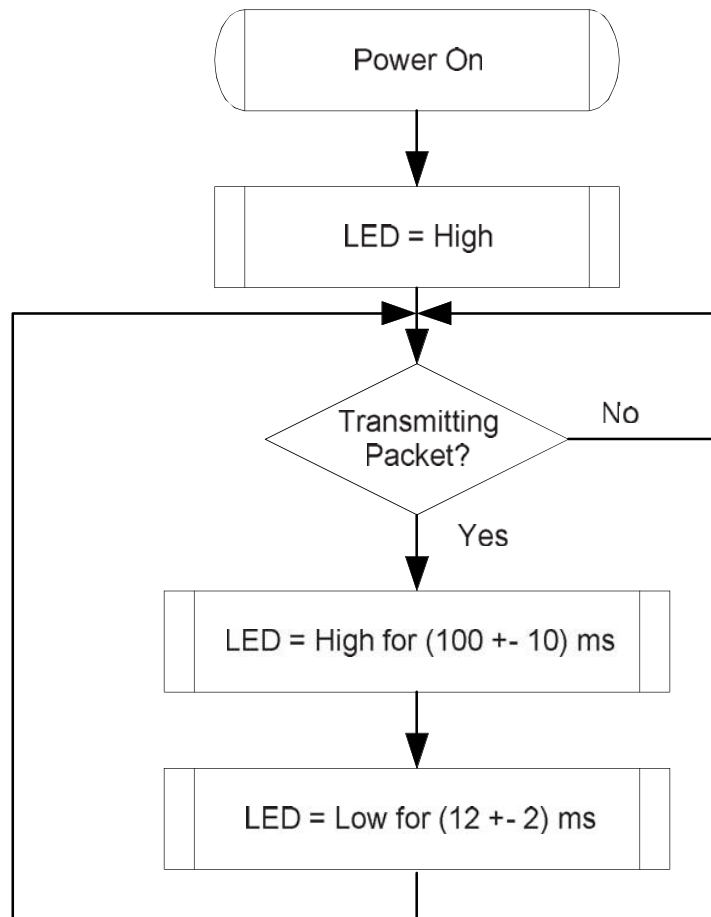 Power On
LED = High
Transmitting
Packet?
No
Yes
LED = High for (100 +- 10) ms
LED = Low for (12 +- 2) ms